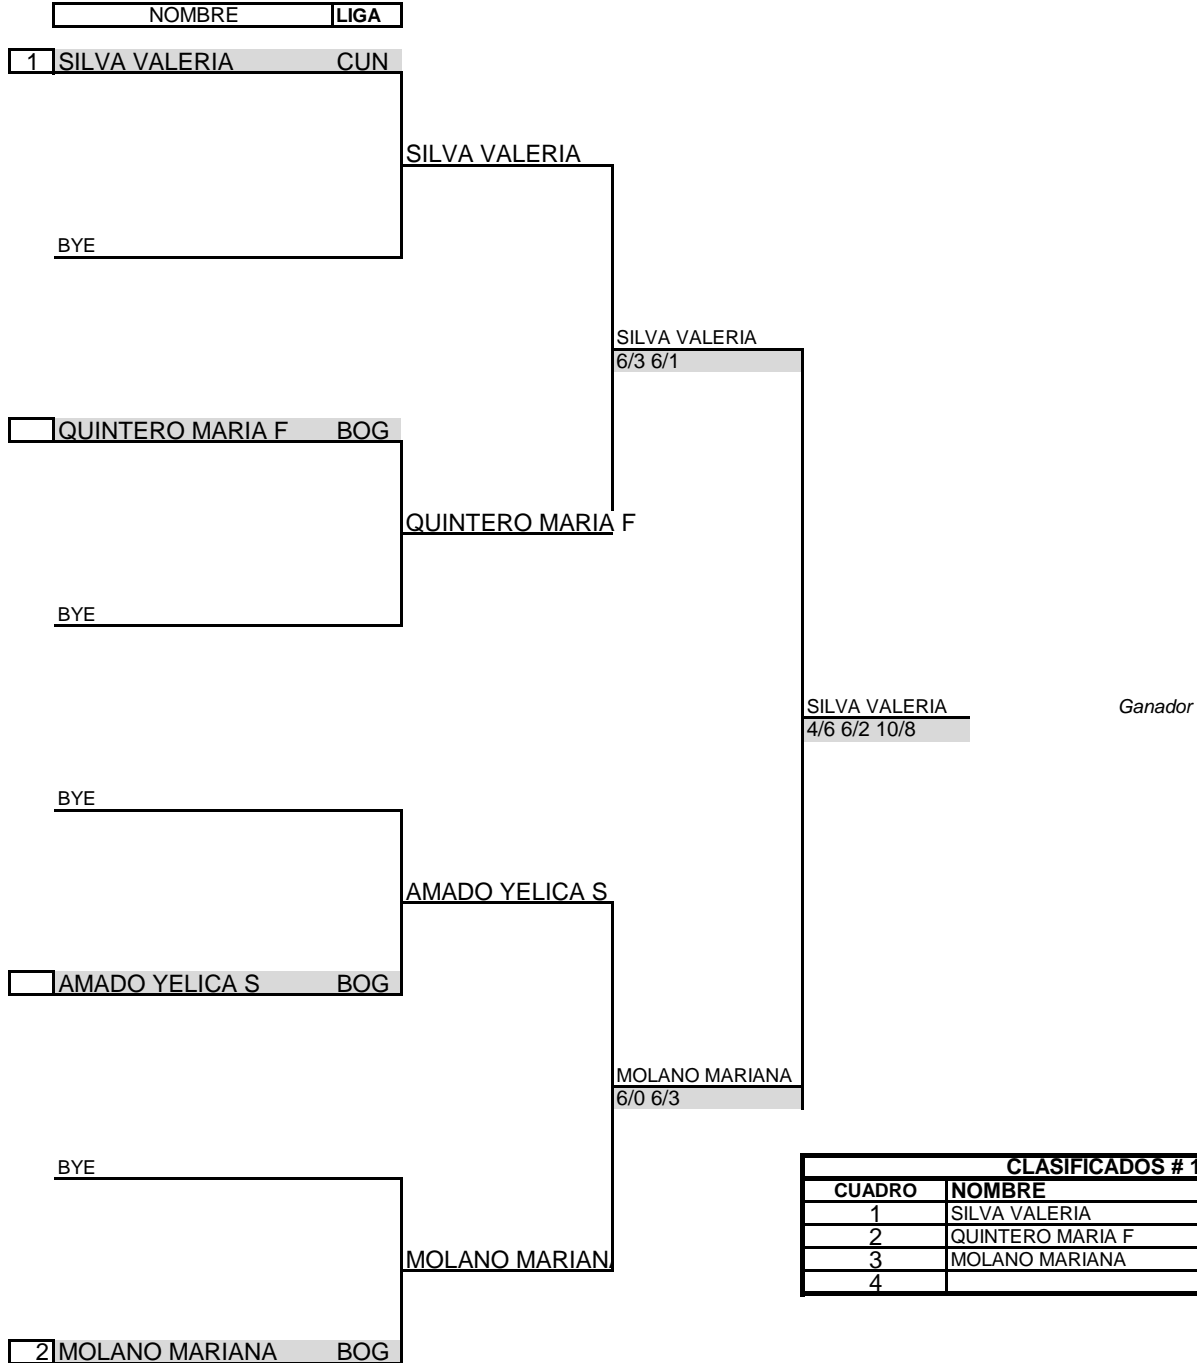 NOMBRE LIGA
1 SILVA VALERIA CUN
SILVA VALERIA
BYE
SILVA VALERIA
6/3 6/1
QUINTERO MARIA F BOG
QUINTERO MARIA F
BYE
SILVA VALERIA Ganador
4/6 6/2 10/8
BYE
AMADO YELICA S
AMADO YELICA S BOG
MOLANO MARIANA
6/0 6/3
BYE
CLASIFICADOS # 1
CUADRO NOMBRE
1 SILVA VALERIA
2 QUINTERO MARIA F
3 MOLANO MARIANA
4
MOLANO MARIANA
2 MOLANO MARIANA BOG